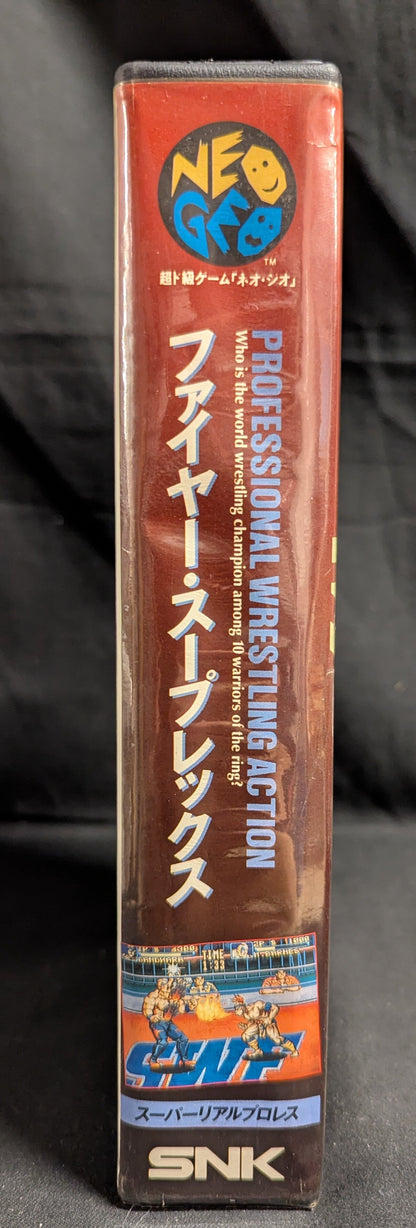 NEO
GEO
TM
超ド級ゲーム「ネオ・ジオ」
PROFESSIONAL WRESTLING ACTION
Who is the world wrestling champion among 10 warriors of the ring?
ファイヤー・スープレックス
TIME
1:33
SWF
スーパーリアルプロレス
SNK